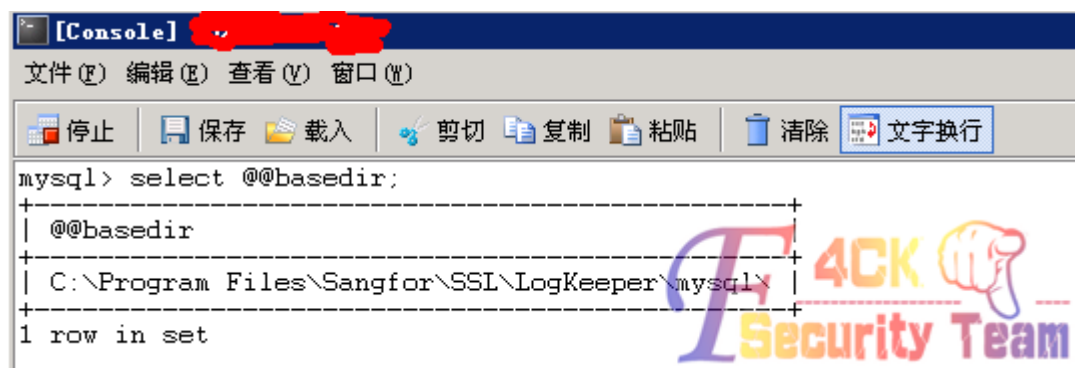 [Console]
文件(F) 编辑(E) 查看(V) 窗口(W)
停止 保存 载入 剪切 复制 粘贴 清除 文字换行
mysql> select @@basedir;
+--------------------------------------------------+
| @@basedir |
+--------------------------------------------------+
| C:\Program Files\Sangfor\SSL\LogKeeper\mysql\ |
+--------------------------------------------------+
1 row in set
F4CK
Security Team